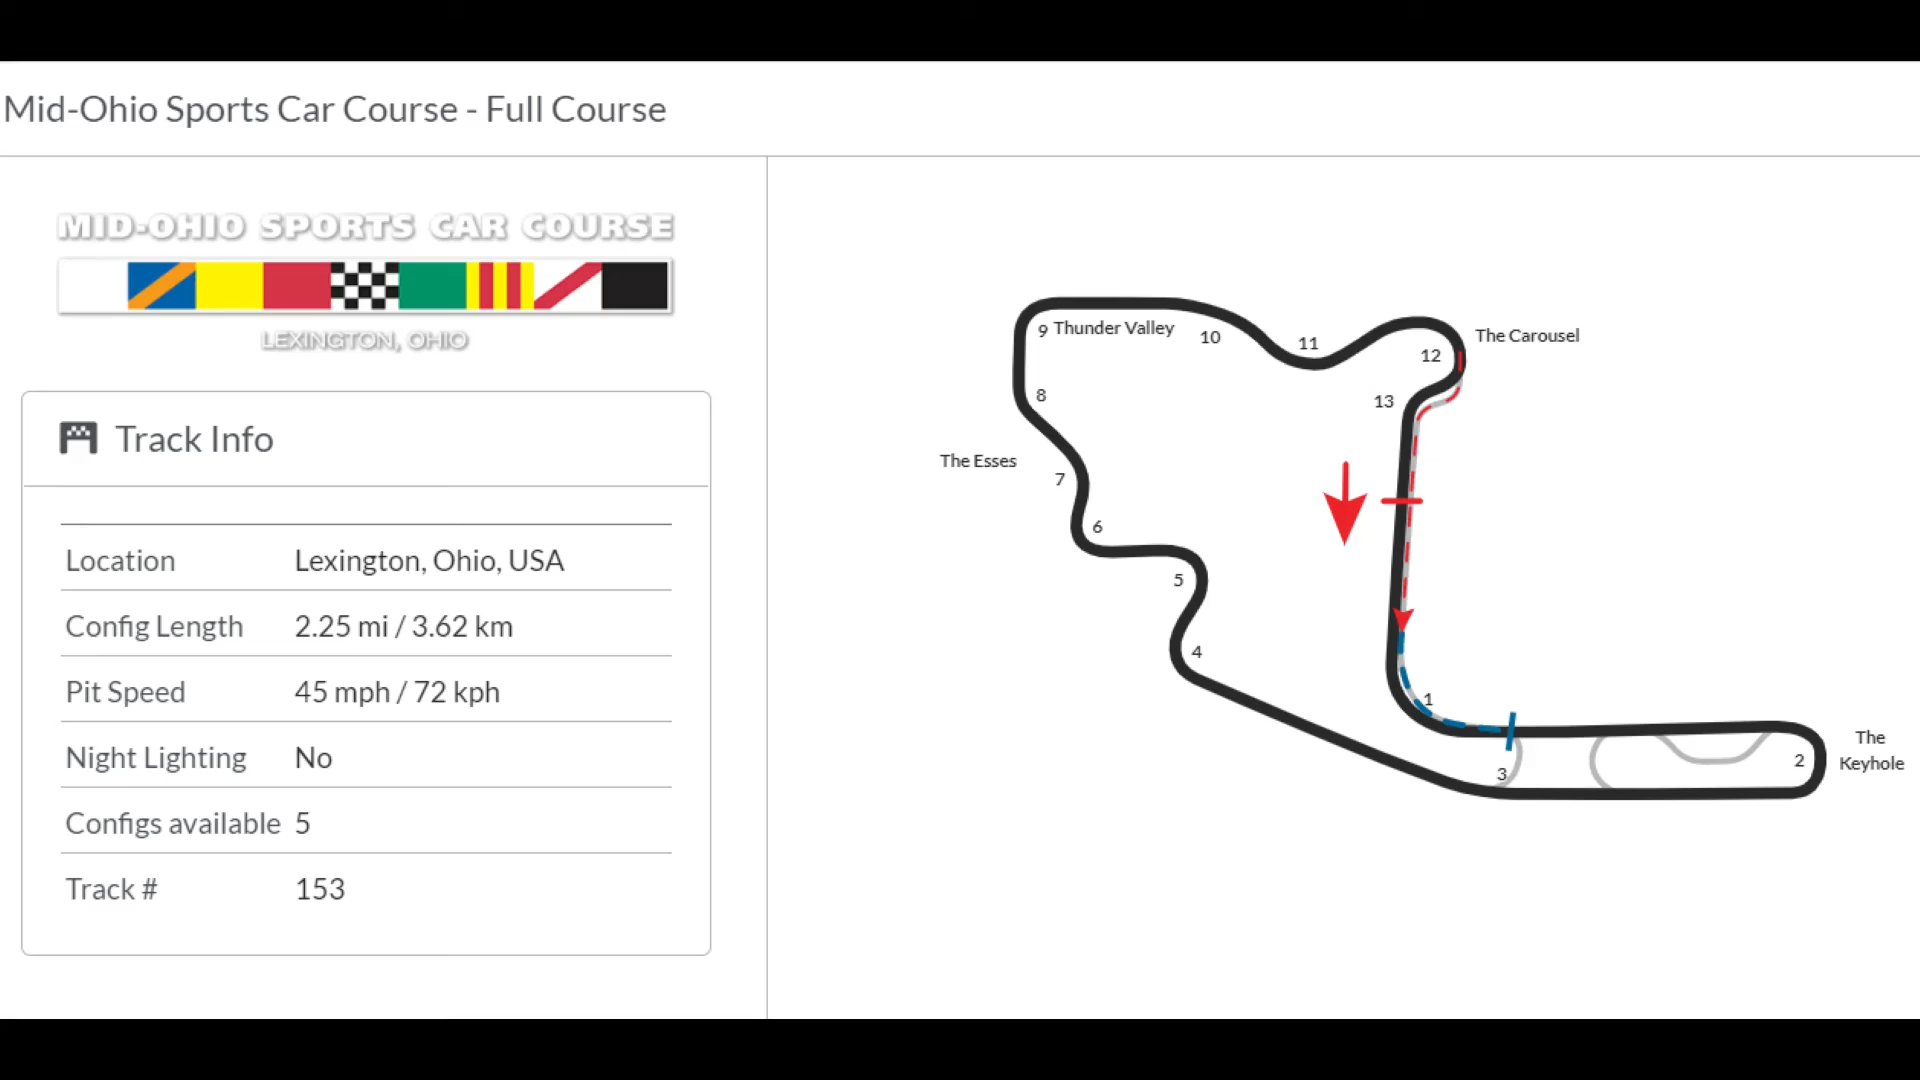 Mid-Ohio Sports Car Course - Full Course
MID-OHIO SPORTS CAR COURSE
LEXINGTON, OHIO
Track Info
Location Lexington, Ohio, USA
Config Length 2.25 mi / 3.62 km
Pit Speed 45 mph / 72 kph
Night Lighting No
Configs available 5
Track # 153
9 Thunder Valley
10
11
12
The Carousel
13
8
The Esses
7
6
5
4
1
3
2
The
Keyhole